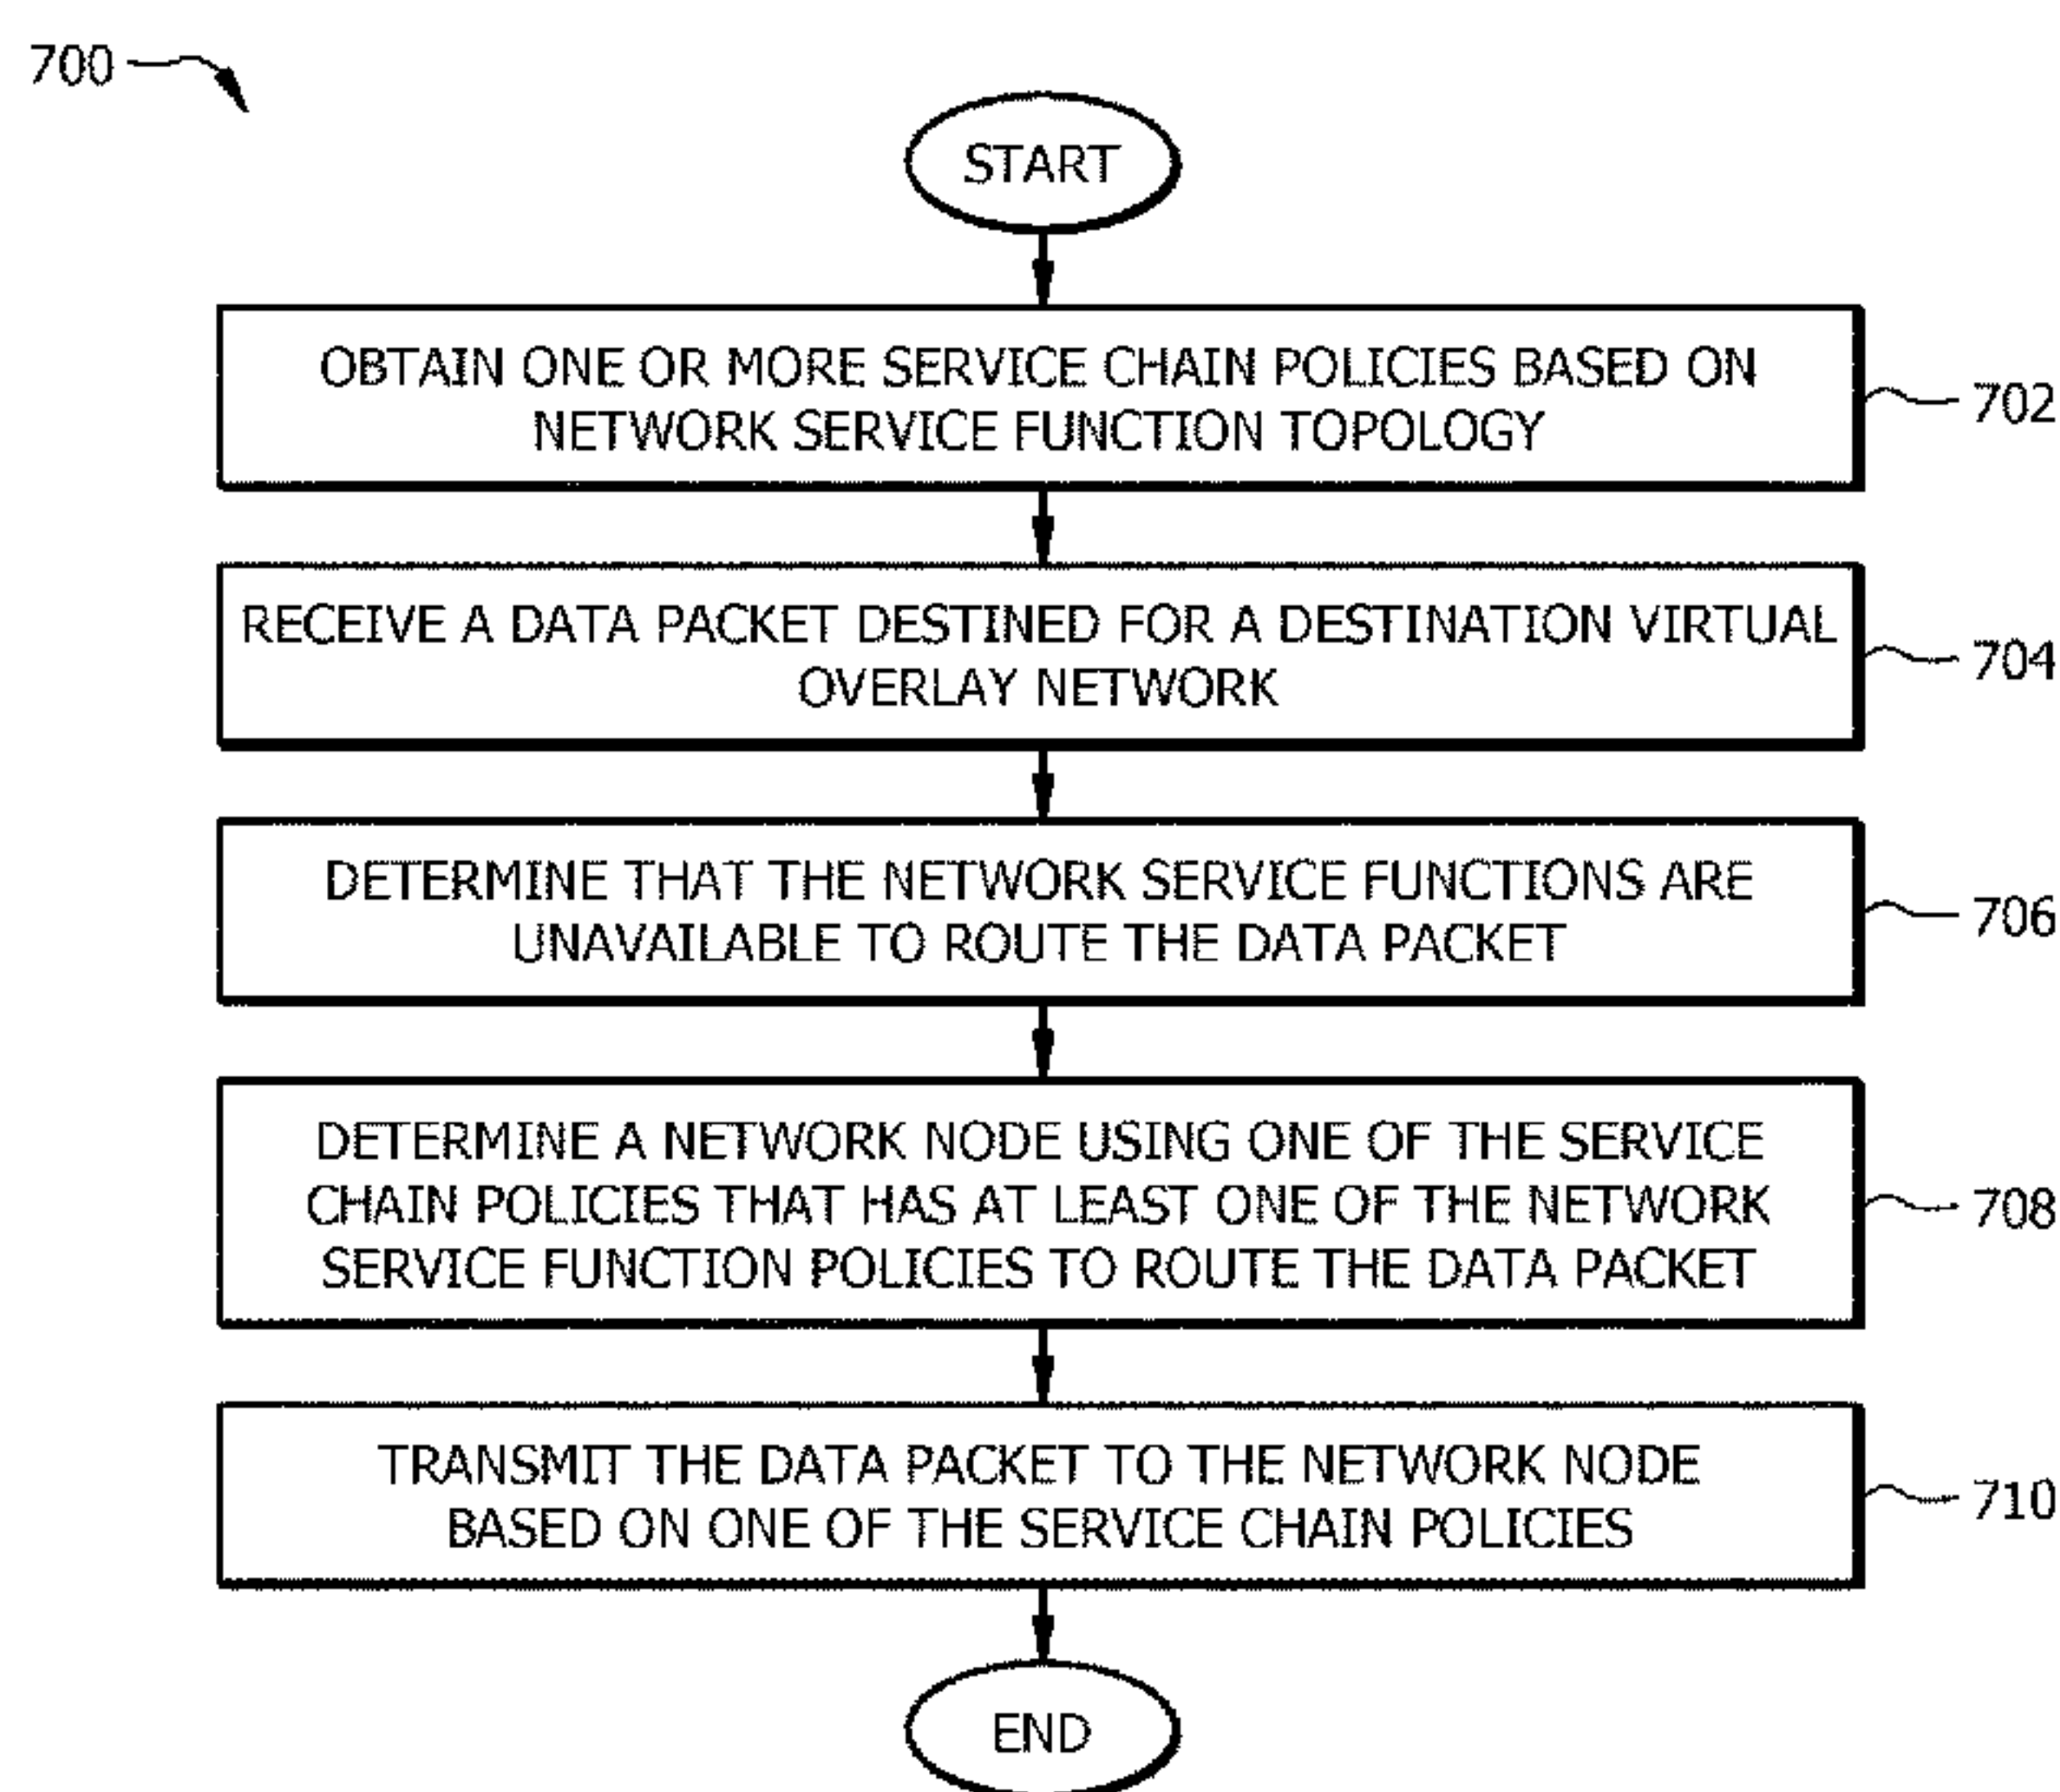 700
START
OBTAIN ONE OR MORE SERVICE CHAIN POLICIES BASED ON
NETWORK SERVICE FUNCTION TOPOLOGY
702
RECEIVE A DATA PACKET DESTINED FOR A DESTINATION VIRTUAL
OVERLAY NETWORK
704
DETERMINE THAT THE NETWORK SERVICE FUNCTIONS ARE
UNAVAILABLE TO ROUTE THE DATA PACKET
706
DETERMINE A NETWORK NODE USING ONE OF THE SERVICE
CHAIN POLICIES THAT HAS AT LEAST ONE OF THE NETWORK
SERVICE FUNCTION POLICIES TO ROUTE THE DATA PACKET
708
TRANSMIT THE DATA PACKET TO THE NETWORK NODE
BASED ON ONE OF THE SERVICE CHAIN POLICIES
710
END